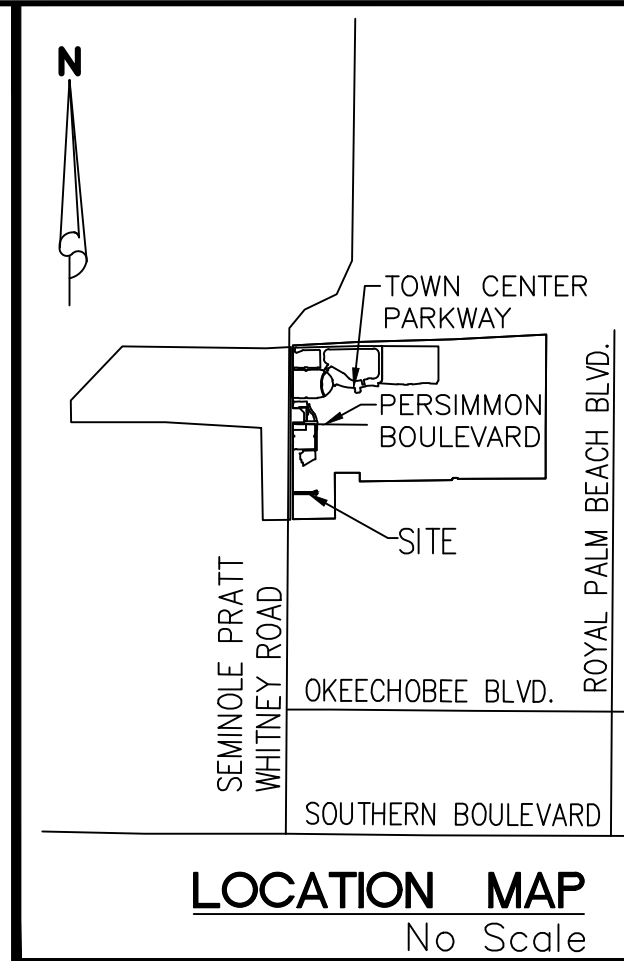 N
TOWN CENTER
PARKWAY
PERSIMMON
BOULEVARD
SITE
SEMINOLE PRATT
WHITNEY ROAD
ROYAL PALM BEACH BLVD.
OKEECHOBEE BLVD.
SOUTHERN BOULEVARD
LOCATION MAP
No Scale